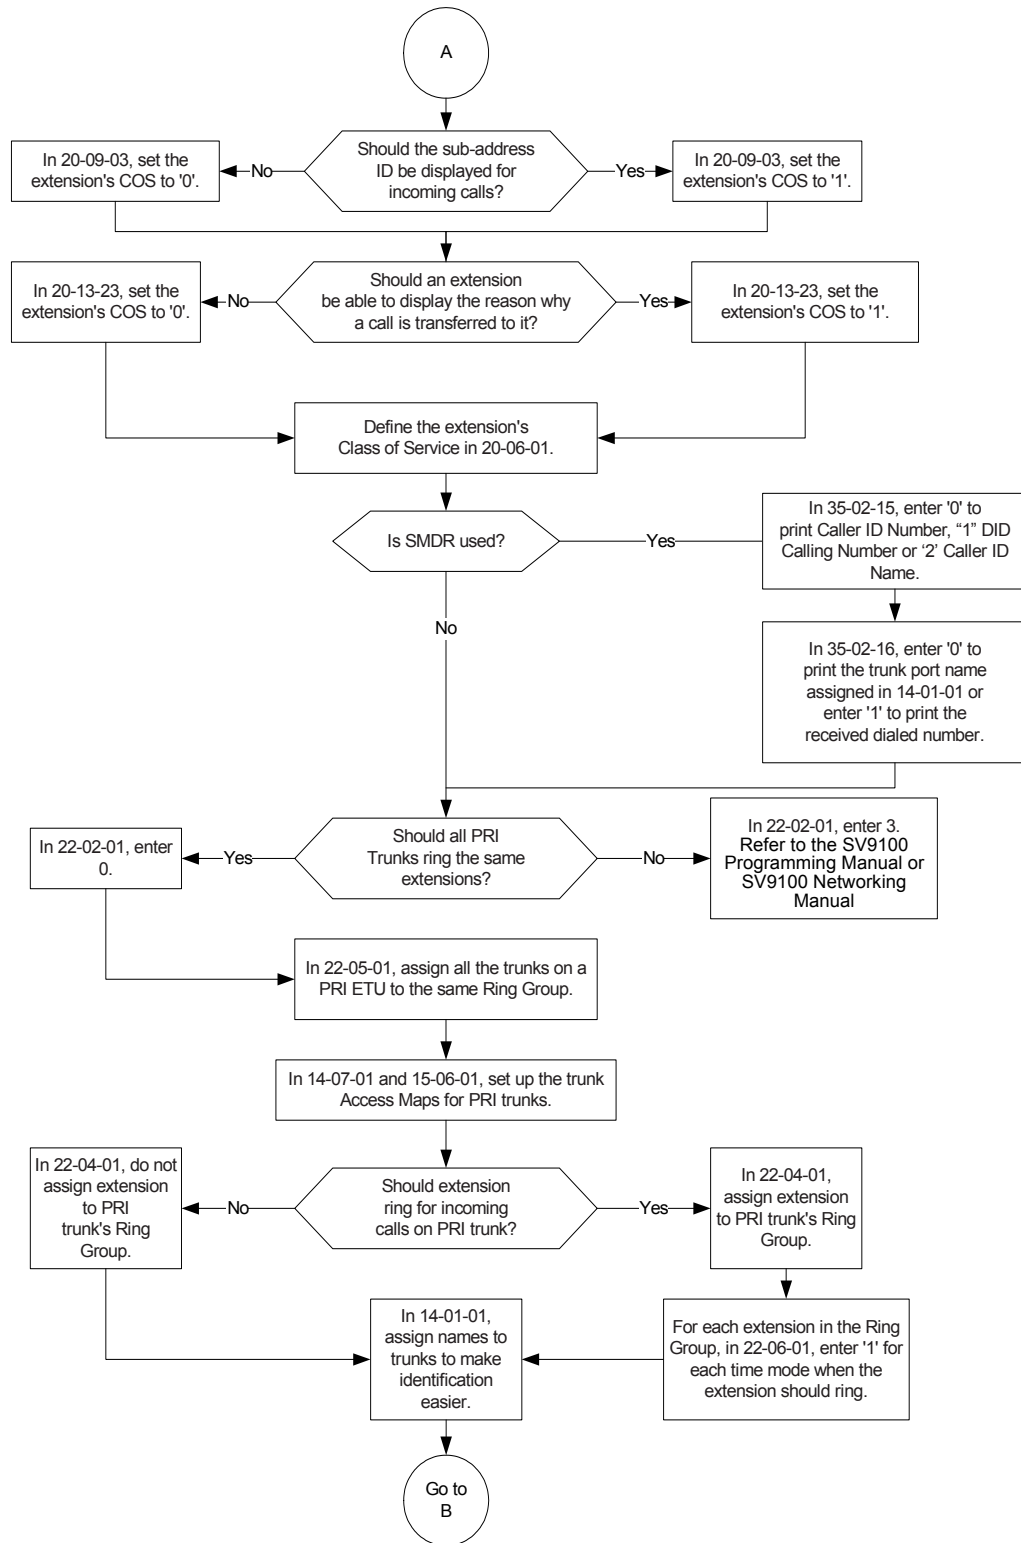 A
Should the sub-address
ID be displayed for
incoming calls?
No
Yes
In 20-09-03, set the
extension's COS to '0'.
In 20-09-03, set the
extension's COS to '1'.
Should an extension
be able to display the reason why
a call is transferred to it?
No
Yes
In 20-13-23, set the
extension's COS to '0'.
In 20-13-23, set the
extension's COS to '1'.
Define the extension's
Class of Service in 20-06-01.
Is SMDR used?
Yes
No
In 35-02-15, enter '0' to
print Caller ID Number, “1” DID
Calling Number or ‘2’ Caller ID
Name.
In 35-02-16, enter '0' to
print the trunk port name
assigned in 14-01-01 or
enter '1' to print the
received dialed number.
Should all PRI
Trunks ring the same
extensions?
Yes
No
In 22-02-01, enter
0.
In 22-02-01, enter 3.
Refer to the SV9100
Programming Manual or
SV9100 Networking
Manual
In 22-05-01, assign all the trunks on a
PRI ETU to the same Ring Group.
In 14-07-01 and 15-06-01, set up the trunk
Access Maps for PRI trunks.
Should extension
ring for incoming
calls on PRI trunk?
No
Yes
In 22-04-01, do not
assign extension
to PRI
trunk's Ring
Group.
In 22-04-01,
assign extension
to PRI trunk's Ring
Group.
For each extension in the Ring
Group, in 22-06-01, enter '1' for
each time mode when the
extension should ring.
In 14-01-01,
assign names to
trunks to make
identification
easier.
Go to
B